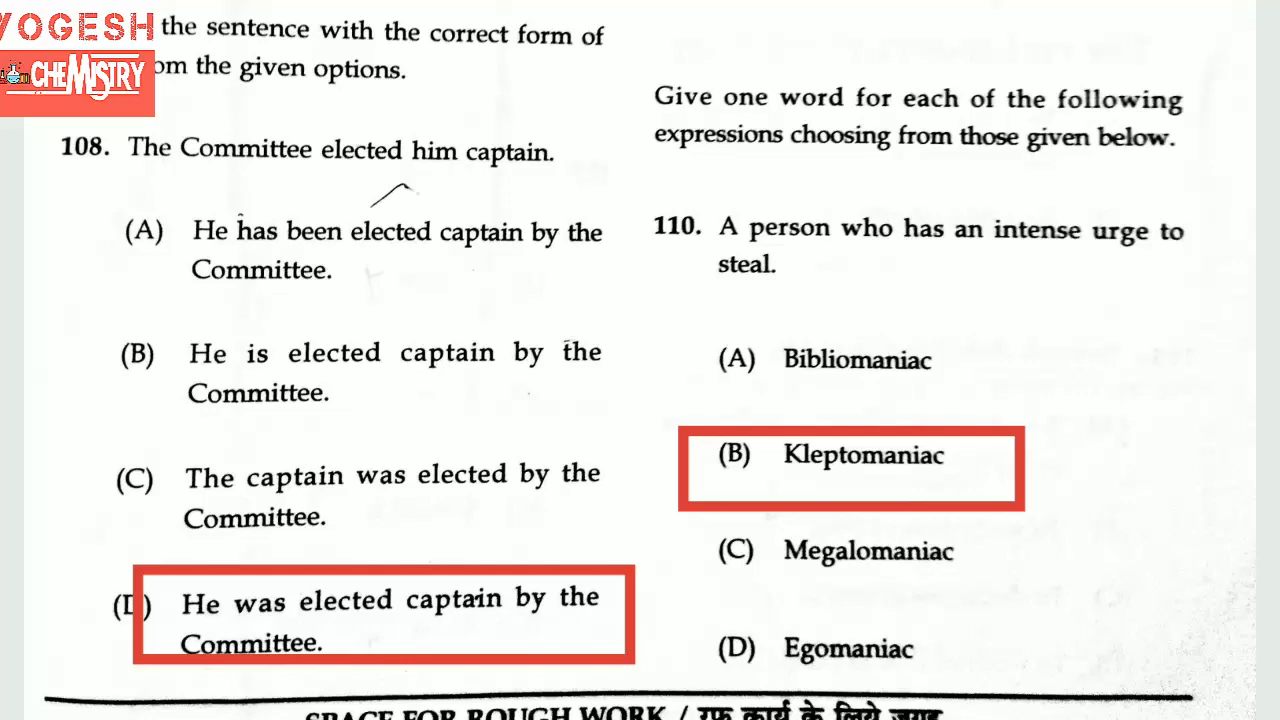 YOGESH
CHEMISTRY
the sentence with the correct form of
om the given options.
108. The Committee elected him captain.
(A) He has been elected captain by the
Committee.
(B) He is elected captain by the
Committee.
(C) The captain was elected by the
Committee.
(D) He was elected captain by the
Committee.
Give one word for each of the following
expressions choosing from those given below.
110. A person who has an intense urge to
steal.
(A) Bibliomaniac
(B) Kleptomaniac
(C) Megalomaniac
(D) Egomaniac
SPACE FOR ROUGH WORK / रफ़ कार्य के लिये जगह